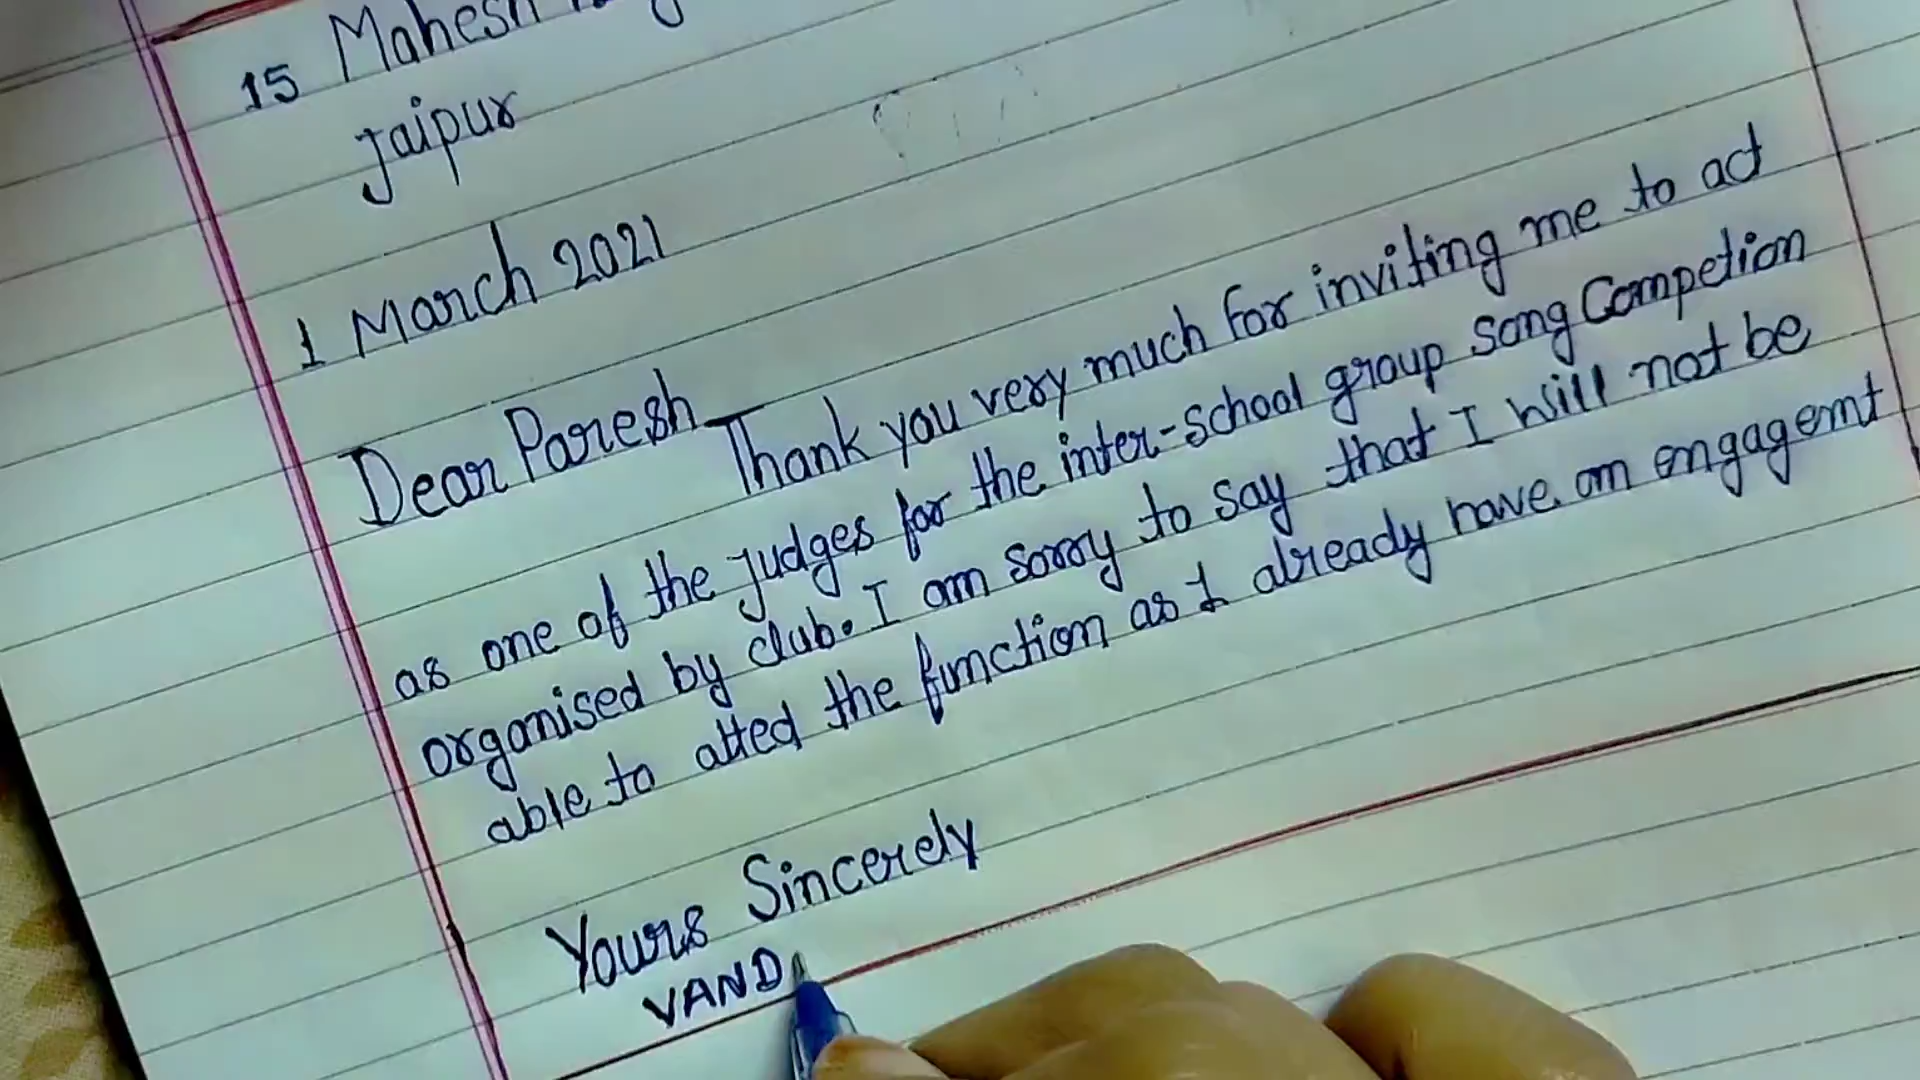 15 Mahesh
Jaipur
1 March 2021
Dear Paresh
Thank you very much for inviting me to act
as one of the judges for the inter-school group song Competion
organised by club. I am sorry to say that I will not be
able to atted the function as I already have an engagemt
Yours Sincerely
VAND